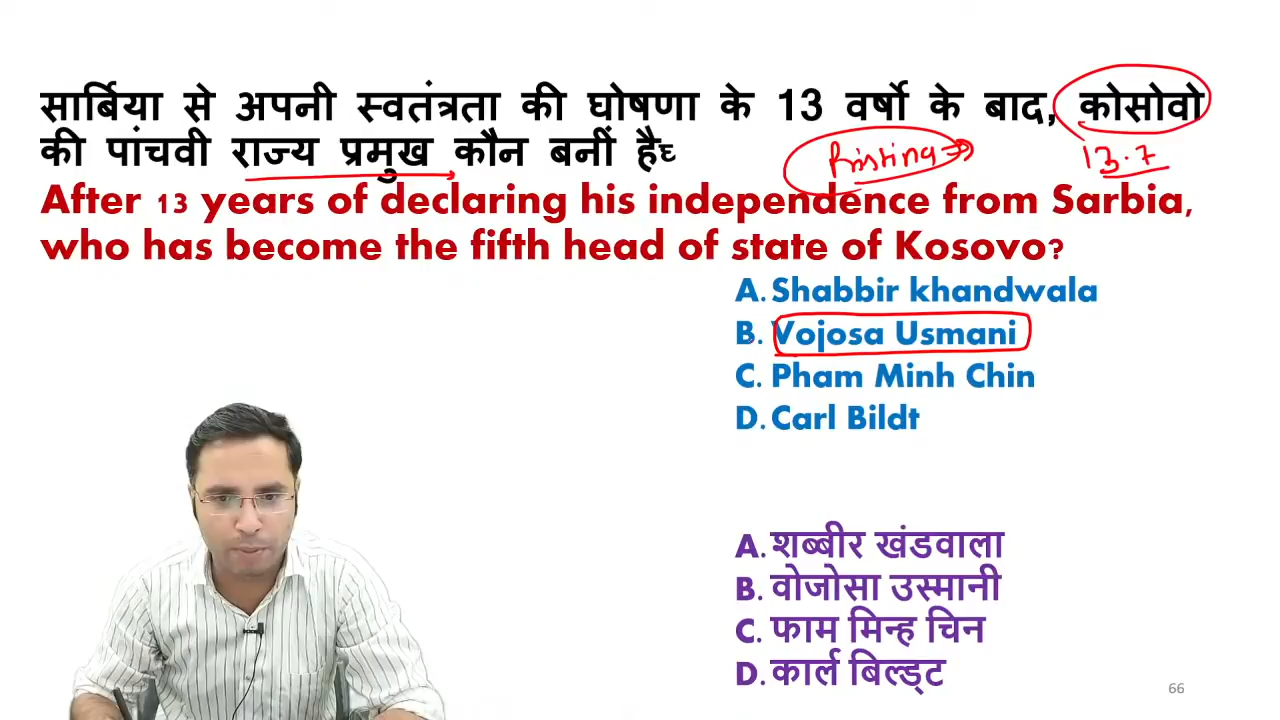 सार्बिया से अपनी स्वतंत्रता की घोषणा के 13 वर्षो के बाद, कोसोवो
की पांचवी राज्य प्रमुख कौन बनीं हैघ्
Risting
13.7
After 13 years of declaring his independence from Sarbia,
who has become the fifth head of state of Kosovo?
A. Shabbir khandwala
B. Vojosa Usmani
C. Pham Minh Chin
D. Carl Bildt
A. शब्बीर खंडवाला
B. वोजोसा उस्मानी
C. फाम मिन्ह चिन
D. कार्ल बिल्ड्ट
66